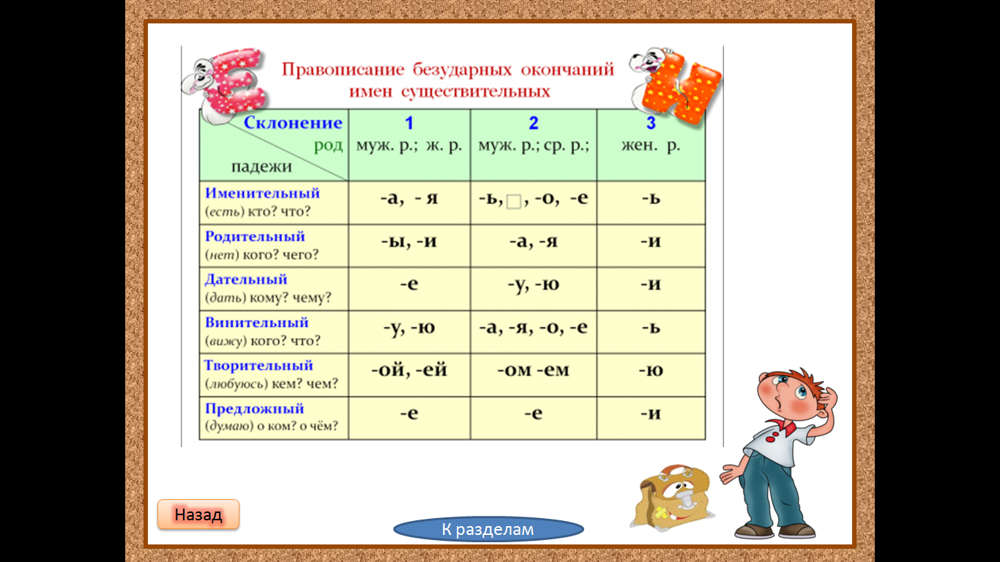 Е
И
Правописание безударных окончаний
имен существительных
Склонение
род
падежи
1
муж. р.; ж. р.
2
муж. р.; ср. р.;
3
жен. р.
Именительный
(есть) кто? что?
-а, - я
-ь, □ , -о, -е
-ь
Родительный
(нет) кого? чего?
-ы, -и
-а, -я
-и
Дательный
(дать) кому? чему?
-е
-у, -ю
-и
Винительный
(вижу) кого? что?
-у, -ю
-а, -я, -о, -е
-ь
Творительный
(любуюсь) кем? чем?
-ой, -ей
-ом -ем
-ю
Предложный
(думаю) о ком? о чём?
-е
-е
-и
Назад
К разделам